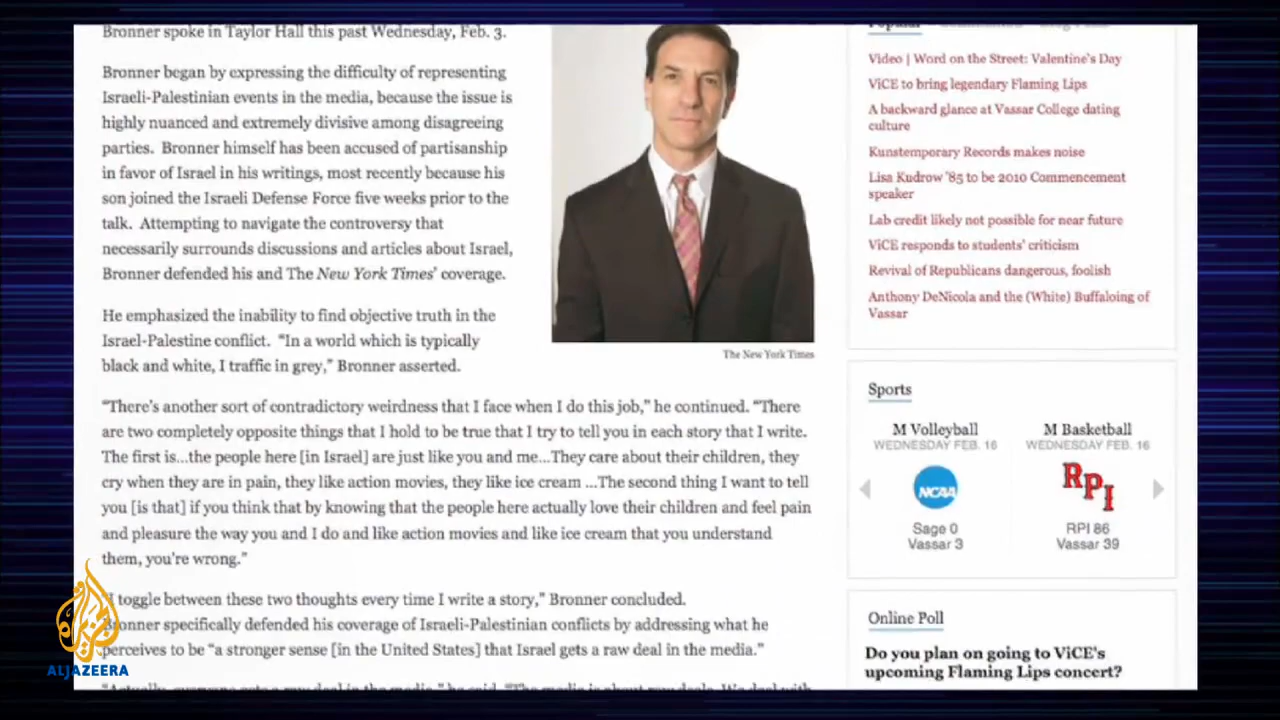 Bronner spoke in Taylor Hall this past Wednesday, Feb. 3.
Bronner began by expressing the difficulty of representing
Israeli-Palestinian events in the media, because the issue is
highly nuanced and extremely divisive among disagreeing
parties. Bronner himself has been accused of partisanship
in favor of Israel in his writings, most recently because his
son joined the Israeli Defense Force five weeks prior to the
talk. Attempting to navigate the controversy that
necessarily surrounds discussions and articles about Israel,
Bronner defended his and The New York Times' coverage.
He emphasized the inability to find objective truth in the
Israel-Palestine conflict. “In a world which is typically
black and white, I traffic in grey,” Bronner asserted.
The New York Times
“There’s another sort of contradictory weirdness that I face when I do this job,” he continued. “There
are two completely opposite things that I hold to be true that I try to tell you in each story that I write.
The first is...the people here [in Israel] are just like you and me...They care about their children, they
cry when they are in pain, they like action movies, they like ice cream ...The second thing I want to tell
you [is that] if you think that by knowing that the people here actually love their children and feel pain
and pleasure the way you and I do and like action movies and like ice cream that you understand
them, you’re wrong.”
I toggle between these two thoughts every time I write a story,” Bronner concluded.
Bronner specifically defended his coverage of Israeli-Palestinian conflicts by addressing what he
perceives to be “a stronger sense [in the United States] that Israel gets a raw deal in the media.”
Popular
Video | Word on the Street: Valentine's Day
ViCE to bring legendary Flaming Lips
A backward glance at Vassar College dating
culture
Kunstemporary Records makes noise
Lisa Kudrow '85 to be 2010 Commencement
speaker
Lab credit likely not possible for near future
ViCE responds to students' criticism
Revival of Republicans dangerous, foolish
Anthony DeNicola and the (White) Buffaloing of
Vassar
Sports
M Volleyball
WEDNESDAY FEB. 16
NCAA
Sage 0
Vassar 3
M Basketball
WEDNESDAY FEB. 16
RPI
RPI 86
Vassar 39
Online Poll
Do you plan on going to ViCE's
upcoming Flaming Lips concert?
ALJAZEERA